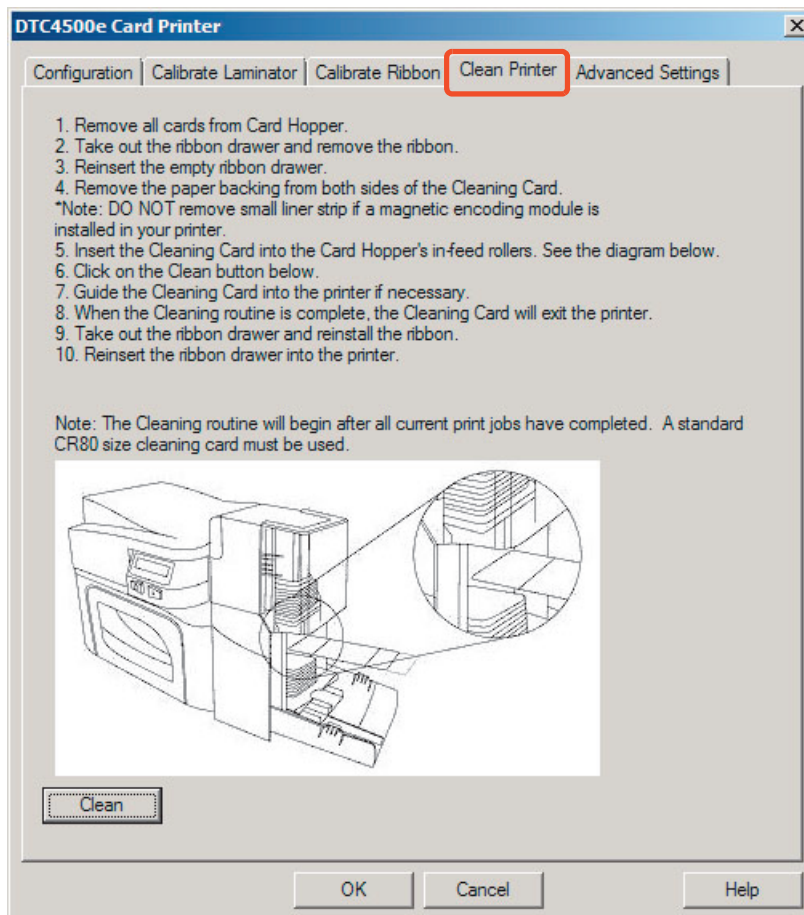 DTC4500e Card Printer
Configuration
Calibrate Laminator
Calibrate Ribbon
Clean Printer
Advanced Settings
1. Remove all cards from Card Hopper.
2. Take out the ribbon drawer and remove the ribbon.
3. Reinsert the empty ribbon drawer.
4. Remove the paper backing from both sides of the Cleaning Card.
*Note: DO NOT remove small liner strip if a magnetic encoding module is
installed in your printer.
5. Insert the Cleaning Card into the Card Hopper's in-feed rollers. See the diagram below.
6. Click on the Clean button below.
7. Guide the Cleaning Card into the printer if necessary.
8. When the Cleaning routine is complete, the Cleaning Card will exit the printer.
9. Take out the ribbon drawer and reinstall the ribbon.
10. Reinsert the ribbon drawer into the printer.
Note: The Cleaning routine will begin after all current print jobs have completed.  A standard
CR80 size cleaning card must be used.
Clean
OK
Cancel
Help